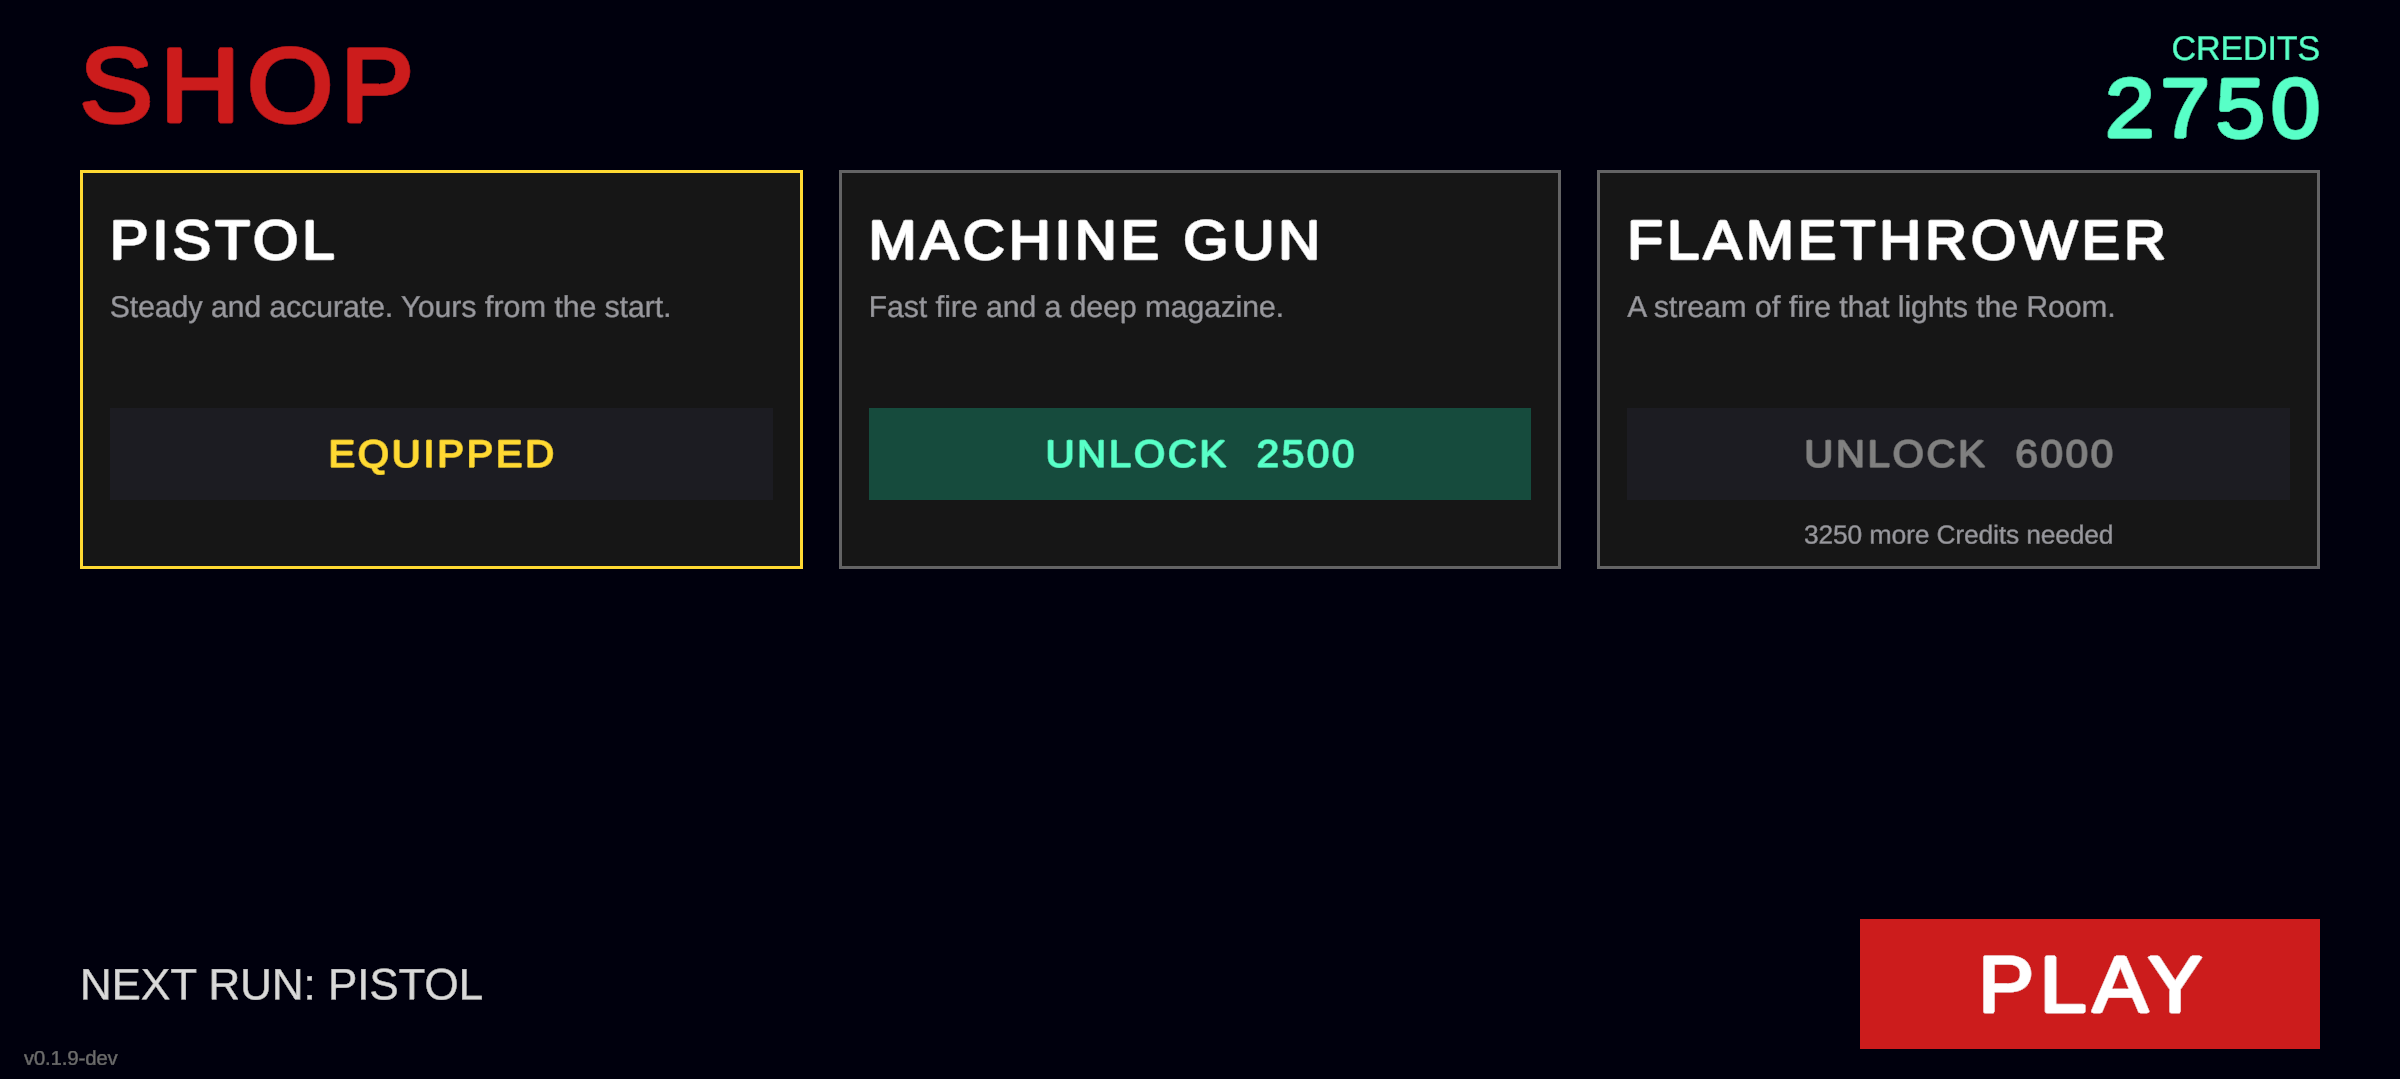 SHOP
CREDITS
2750
PISTOL
Steady and accurate. Yours from the start.
EQUIPPED
MACHINE GUN
Fast fire and a deep magazine.
UNLOCK 2500
FLAMETHROWER
A stream of fire that lights the Room.
UNLOCK 6000
3250 more Credits needed
NEXT RUN: PISTOL
PLAY
v0.1.9-dev